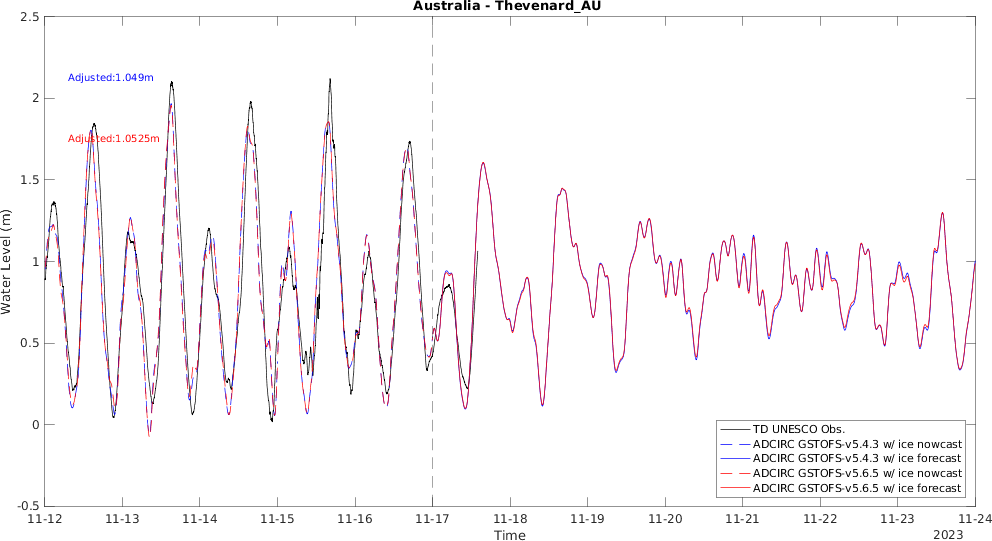 Australia - Thevenard_AU
2.5
2
1.5
1
0.5
0
-0.5
Water Level (m)
Adjusted:1.049m
Adjusted:1.0525m
TD UNESCO Obs.
ADCIRC GSTOFS-v5.4.3 w/ ice nowcast
ADCIRC GSTOFS-v5.4.3 w/ ice forecast
ADCIRC GSTOFS-v5.6.5 w/ ice nowcast
ADCIRC GSTOFS-v5.6.5 w/ ice forecast
11-12 11-13 11-14 11-15 11-16 11-17 11-18 11-19 11-20 11-21 11-22 11-23 11-24
Time
2023